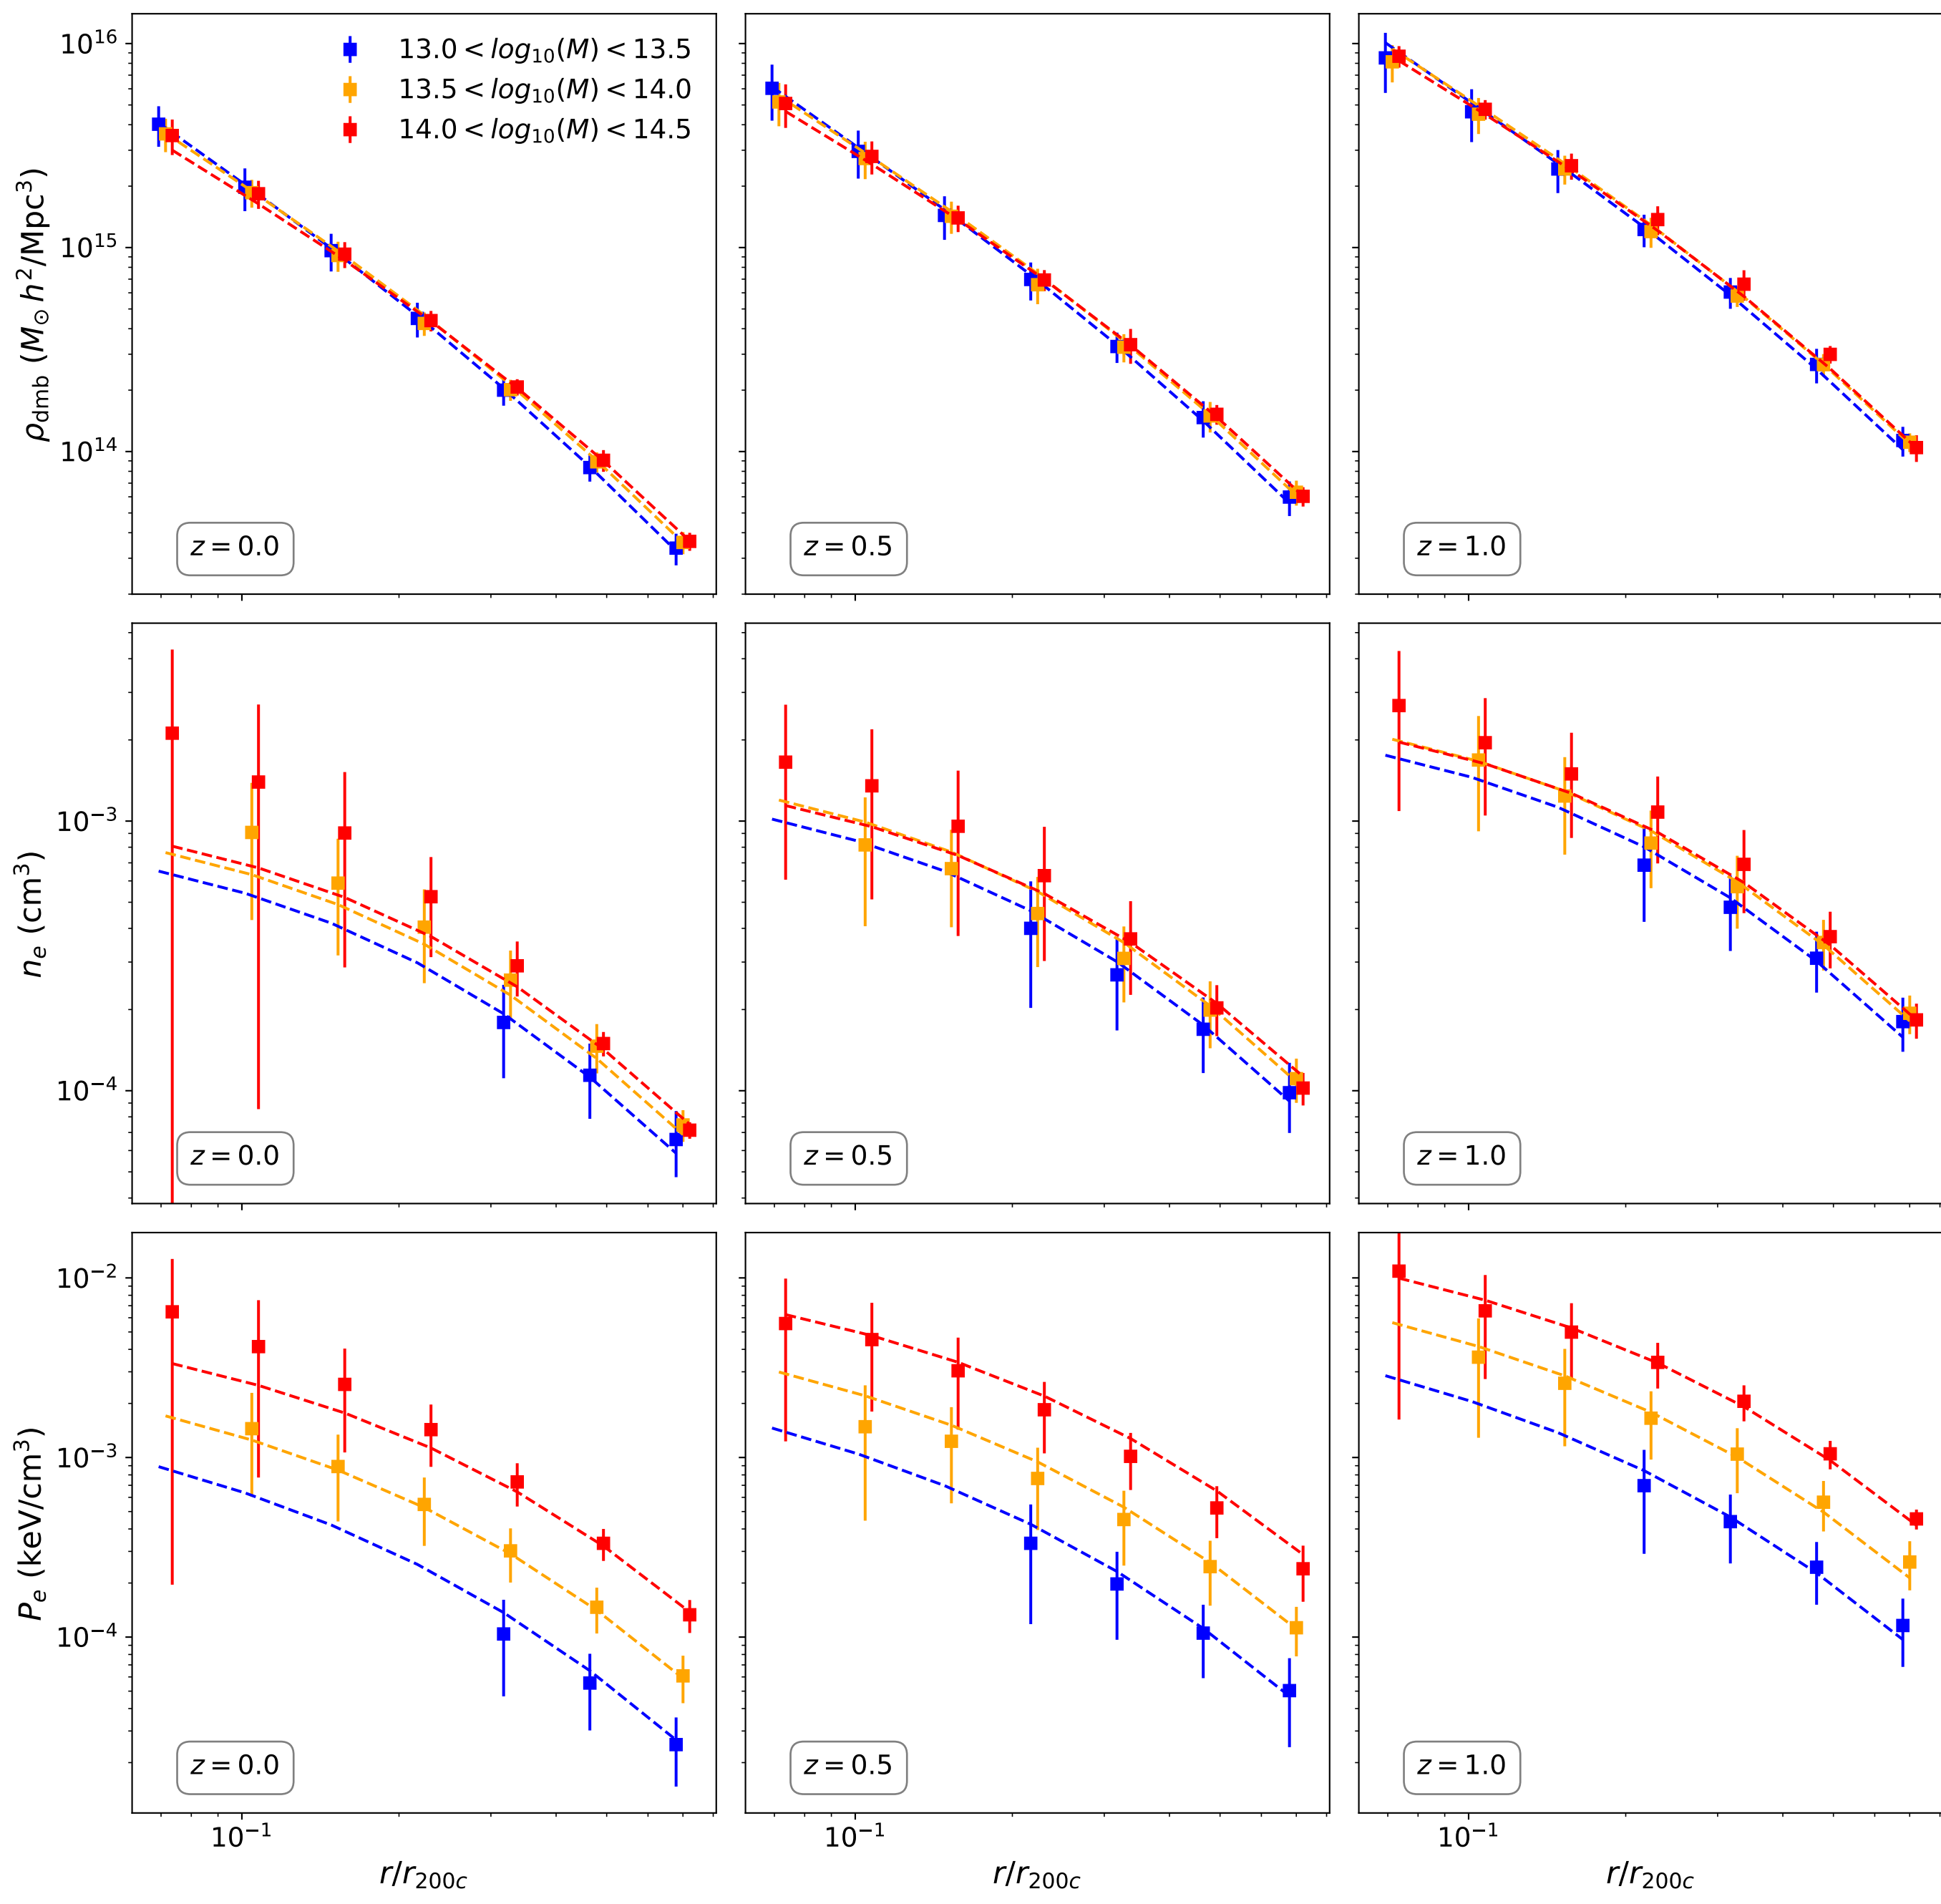 10^16
10^15
10^14
ρ_dmb (M_⊙ h^2/Mpc^3)
13.0 < log_10(M) < 13.5
13.5 < log_10(M) < 14.0
14.0 < log_10(M) < 14.5
z = 0.0
z = 0.5
z = 1.0
10^−3
10^−4
n_e (cm^3)
z = 0.0
z = 0.5
z = 1.0
10^−2
10^−3
10^−4
P_e (keV/cm^3)
z = 0.0
z = 0.5
z = 1.0
10^−1
10^−1
10^−1
r/r_200c
r/r_200c
r/r_200c